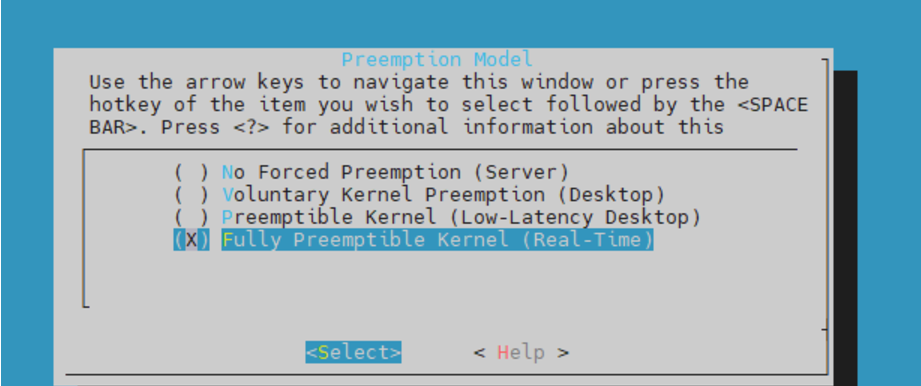 Preemption Model
Use the arrow keys to navigate this window or press the
hotkey of the item you wish to select followed by the <SPACE
BAR>. Press <?> for additional information about this
( ) No Forced Preemption (Server)
( ) Voluntary Kernel Preemption (Desktop)
( ) Preemptible Kernel (Low-Latency Desktop)
(X) Fully Preemptible Kernel (Real-Time)
<Select> < Help >